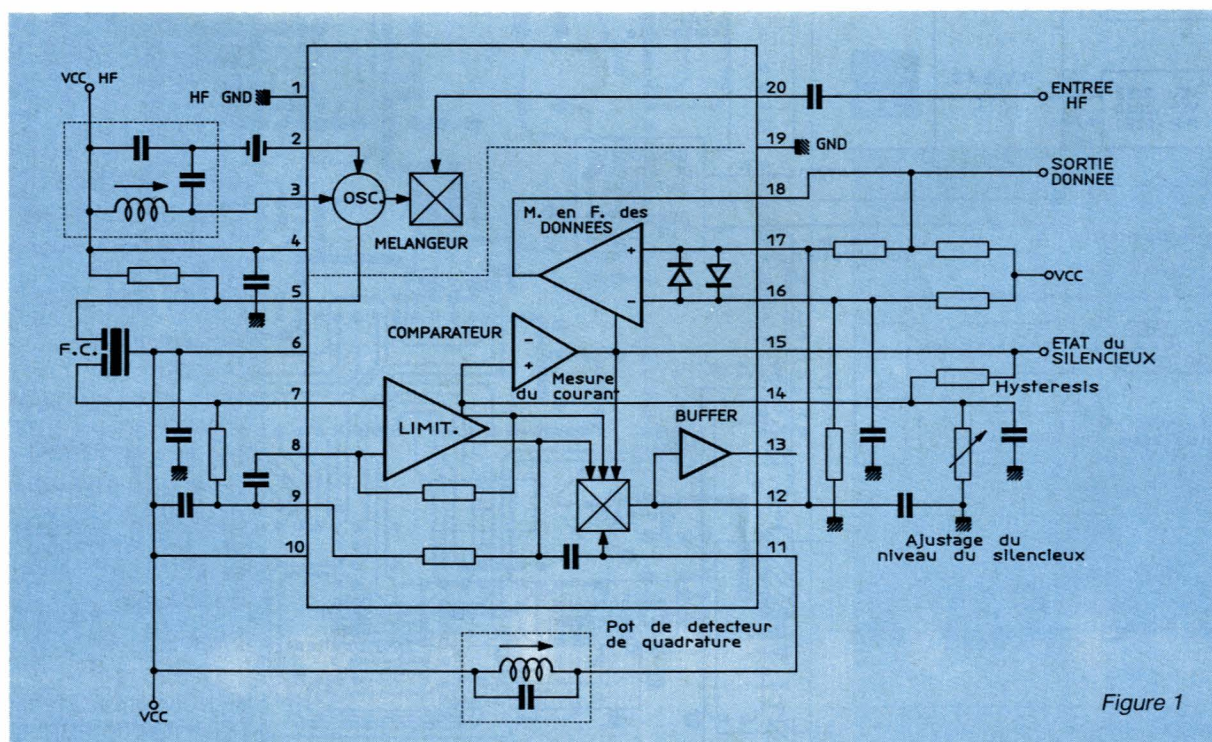 VCC HF
HF GND
1
2
3
4
5
6
7
8
9
10
20
19
18
17
16
15
14
13
12
11
ENTREE
HF
GND
SORTIE
DONNEE
OSC.
MELANGEUR
M. en F. des
DONNEES
+
-
VCC
COMPARATEUR
-
+
ETAT du
SILENCIEUX
Mesure
du courant
Hysteresis
F.C.
LIMIT.
BUFFER
Ajustage du
niveau du silencieux
Pot de detecteur
de quadrature
VCC
Figure 1